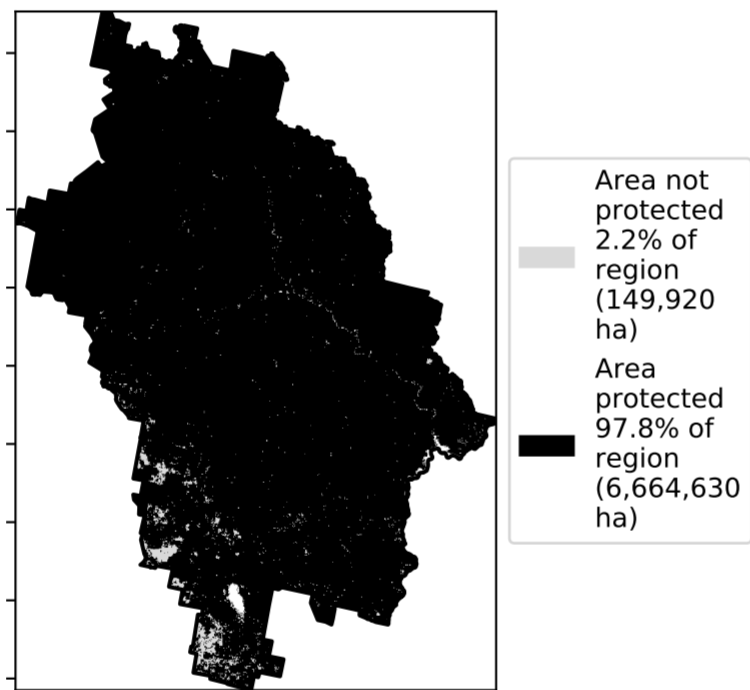 Area not
protected
2.2% of
region
(149,920
ha)
Area
protected
97.8% of
region
(6,664,630
ha)